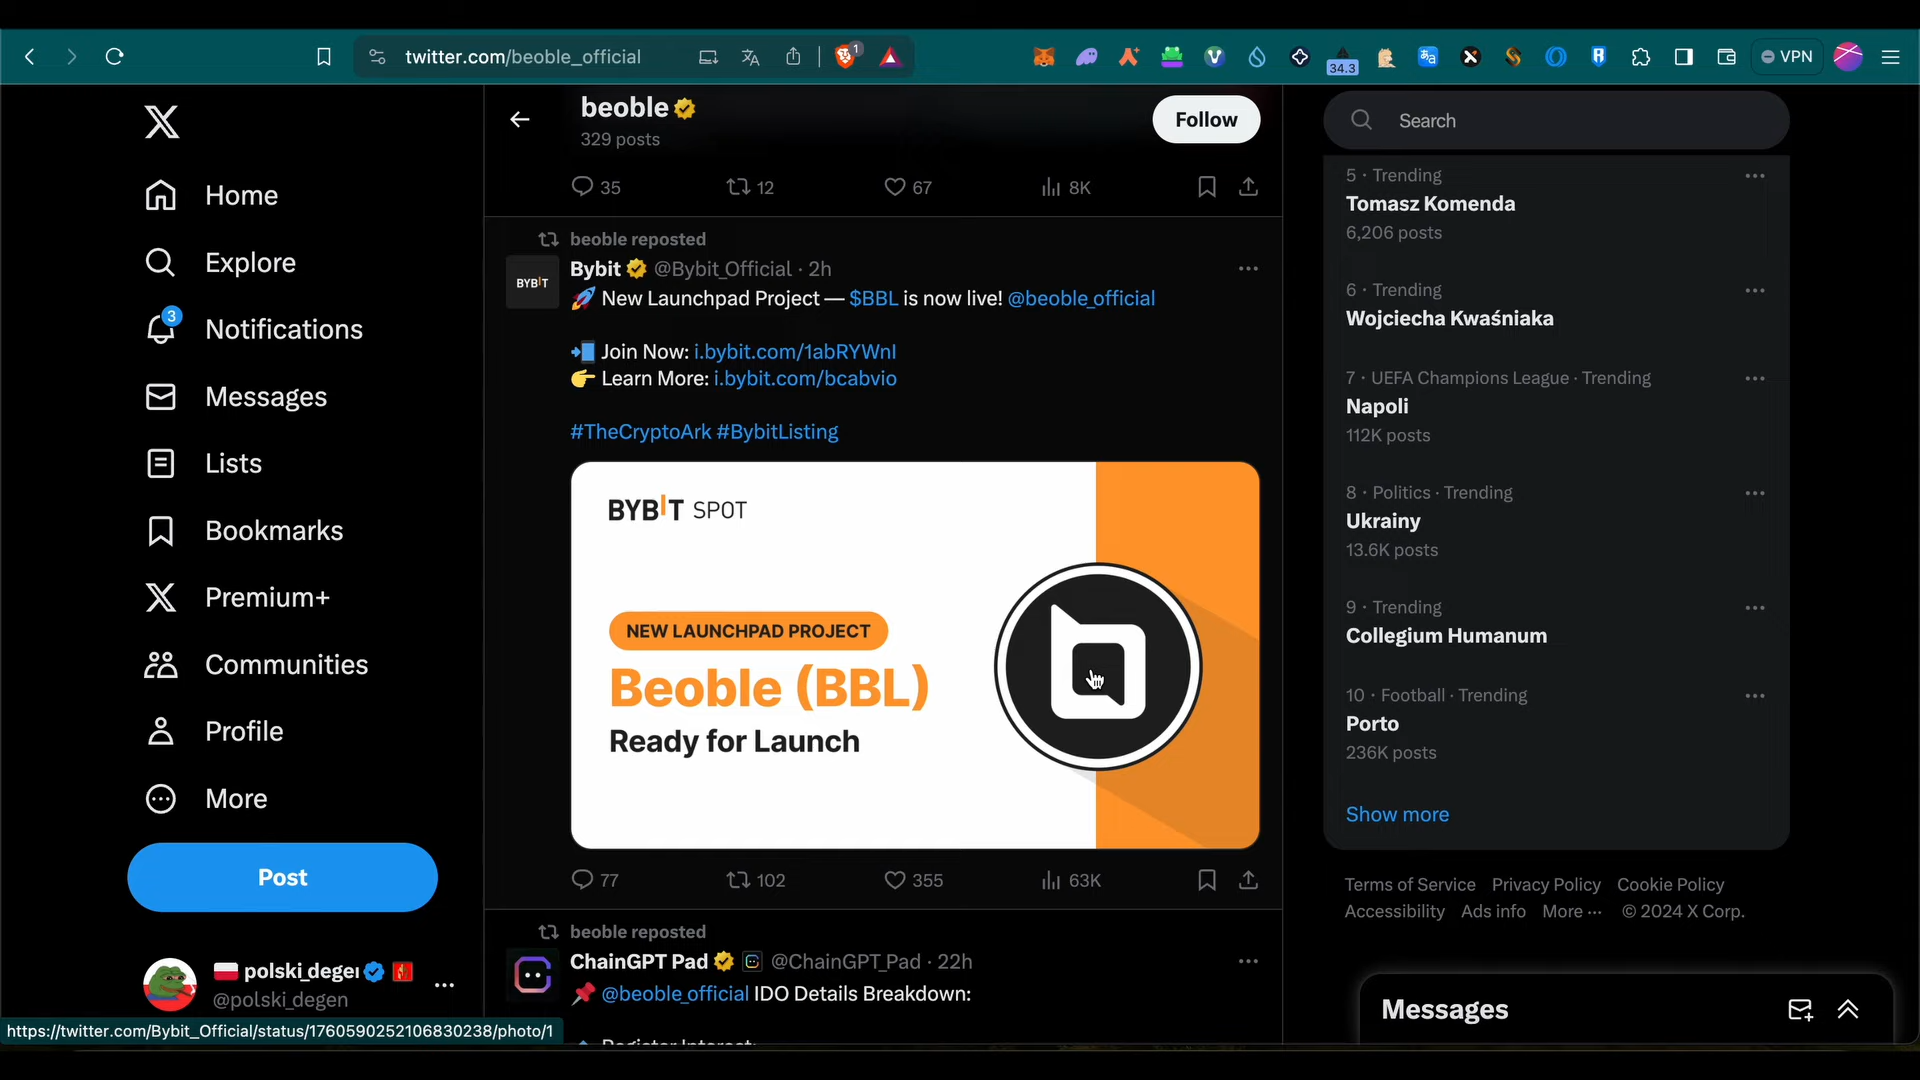 twitter.com/beoble_official
1
34.3
VPN
Home
Explore
3
Notifications
Messages
Lists
Bookmarks
Premium+
Communities
Profile
More
Post
polski_degen
@polski_degen
https://twitter.com/Bybit_Official/status/1760590252106830238/photo/1
beoble
329 posts
Follow
35 12 67 8K
beoble reposted
BYBIT
Bybit @Bybit_Official · 2h
New Launchpad Project — $BBL is now live! @beoble_official
Join Now: i.bybit.com/1abRYWnI
Learn More: i.bybit.com/bcabvio
#TheCryptoArk #BybitListing
BYBIT SPOT
NEW LAUNCHPAD PROJECT
Beoble (BBL)
Ready for Launch
77 102 355 63K
beoble reposted
ChainGPT Pad @ChainGPT_Pad · 22h
@beoble_official IDO Details Breakdown:
Register Interest:
Search
5 · Trending
Tomasz Komenda
6,206 posts
6 · Trending
Wojciecha Kwaśniaka
7 · UEFA Champions League · Trending
Napoli
112K posts
8 · Politics · Trending
Ukrainy
13.6K posts
9 · Trending
Collegium Humanum
10 · Football · Trending
Porto
236K posts
Show more
Terms of Service Privacy Policy Cookie Policy
Accessibility Ads info More ··· © 2024 X Corp.
Messages